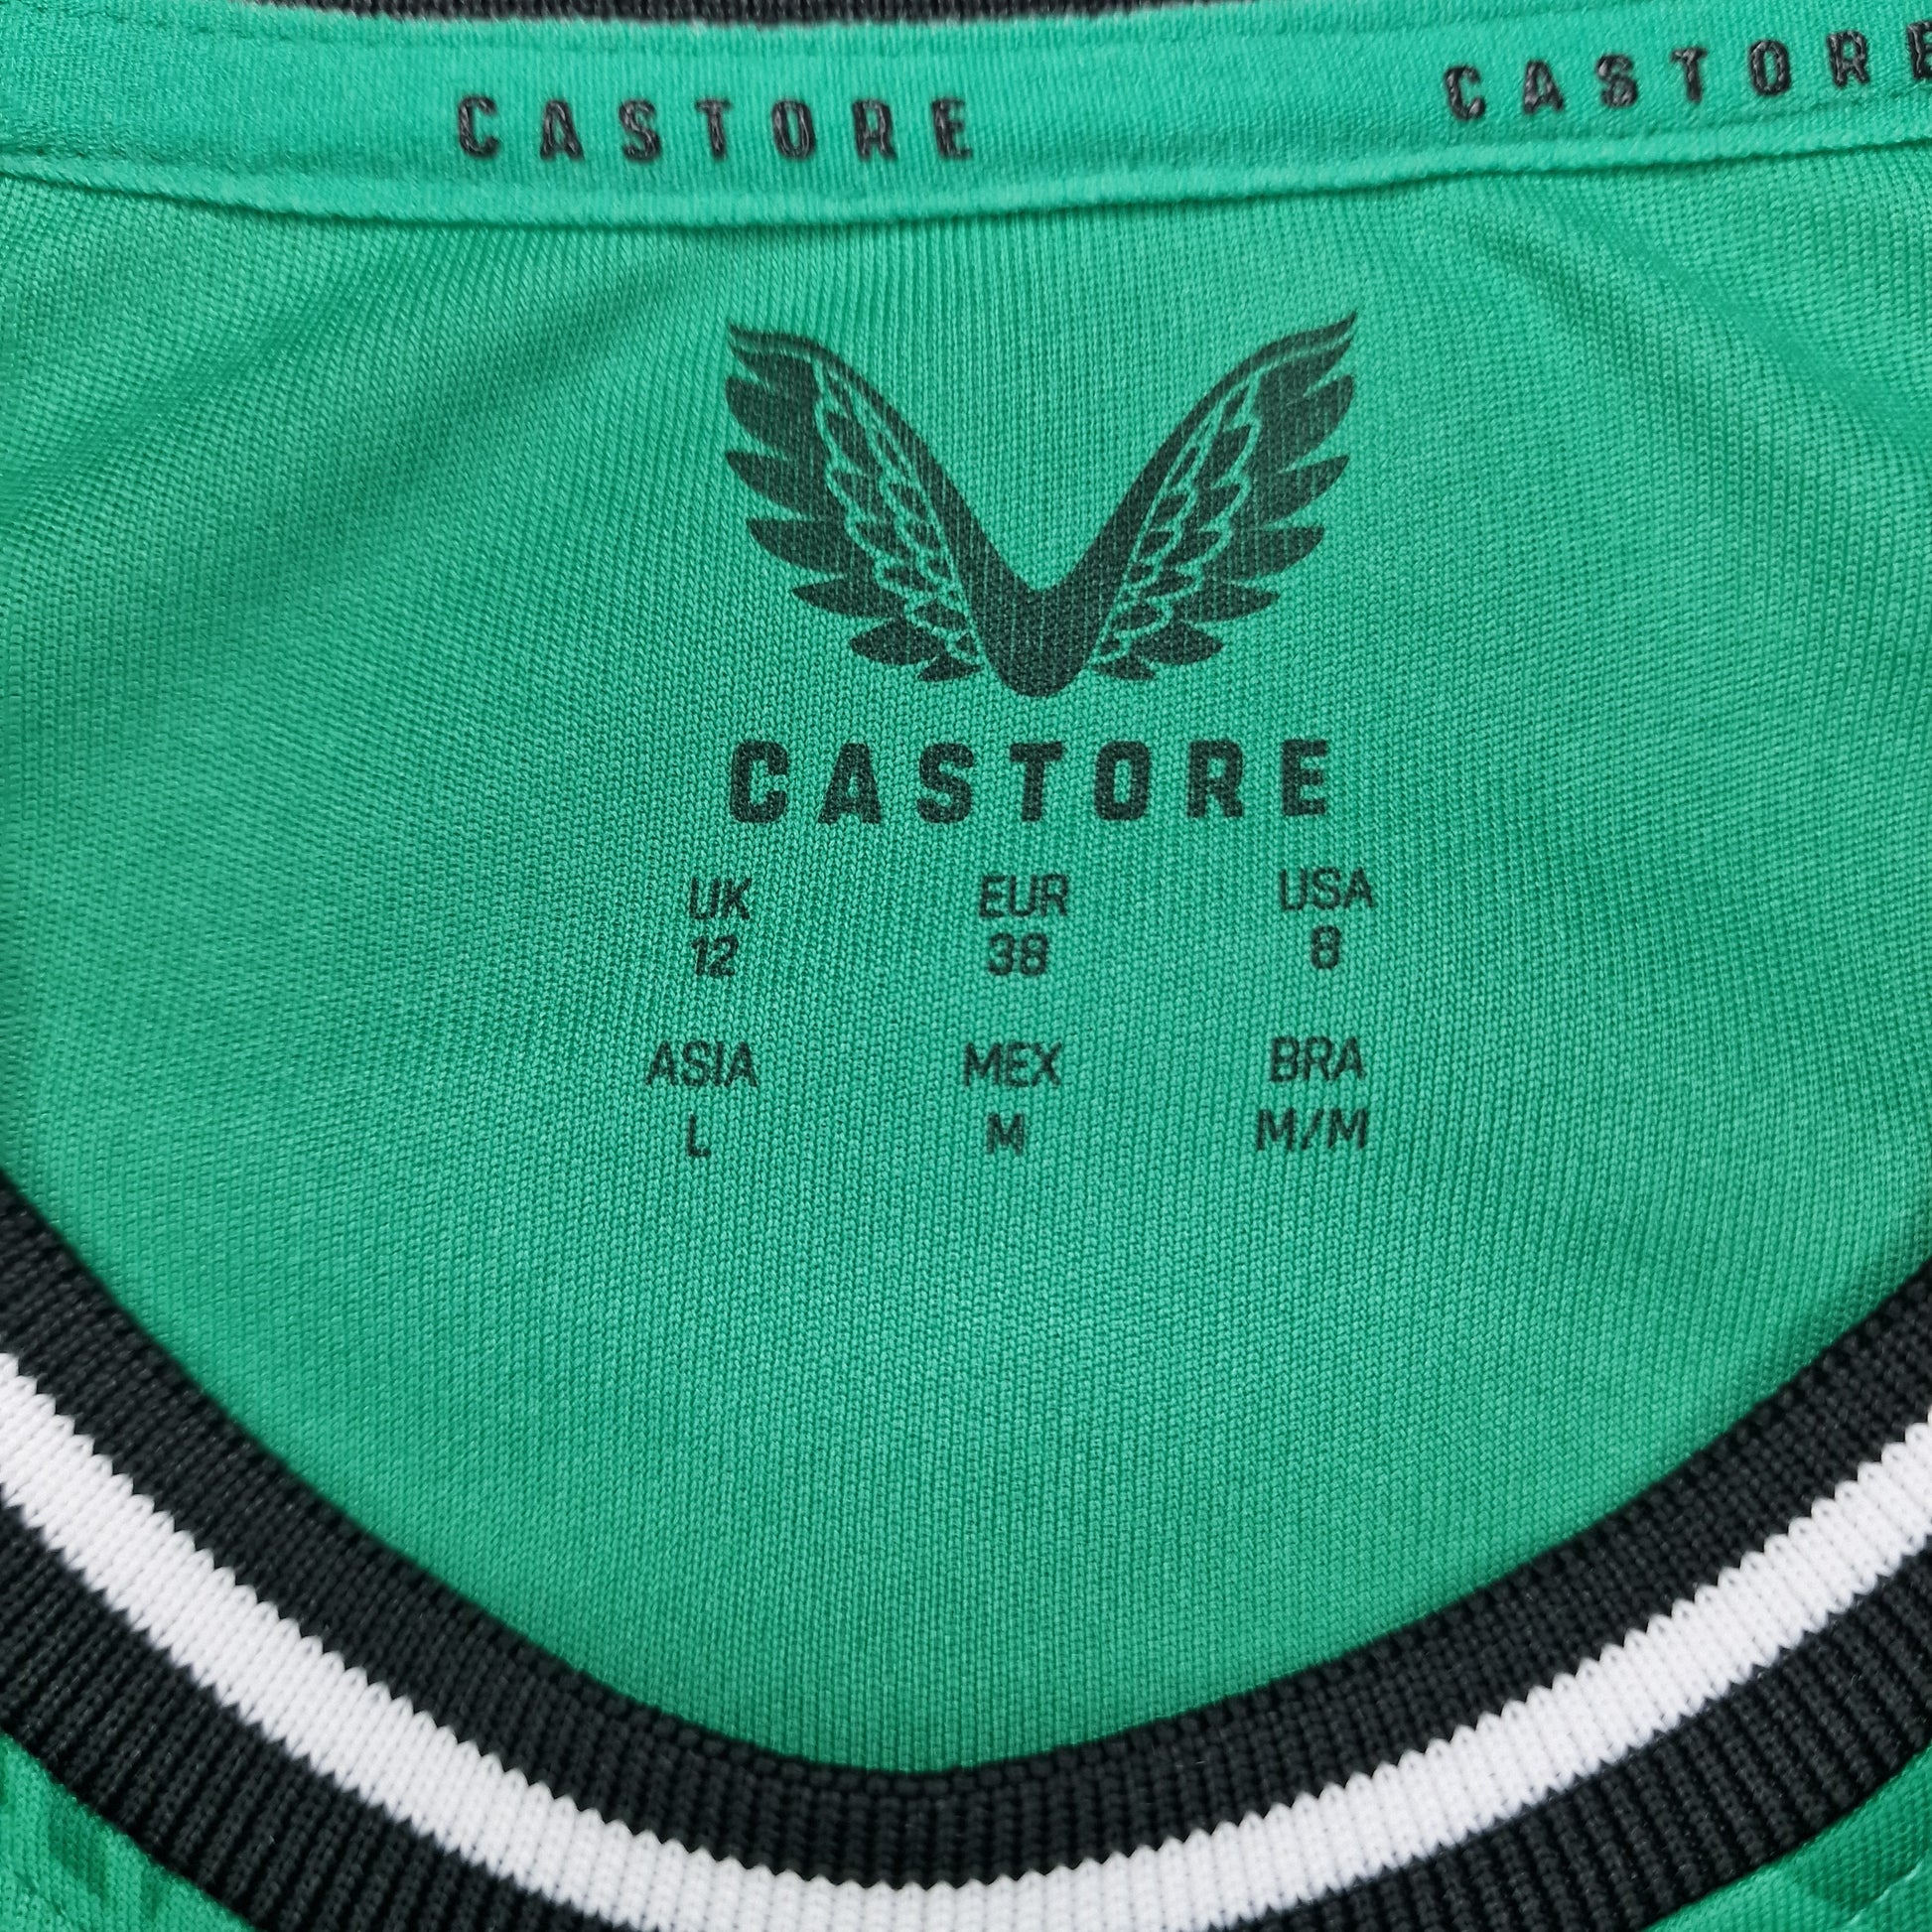 CASTORE CASTORE
CASTORE
UK EUR USA
12 38 8
ASIA MEX BRA
L M M/M